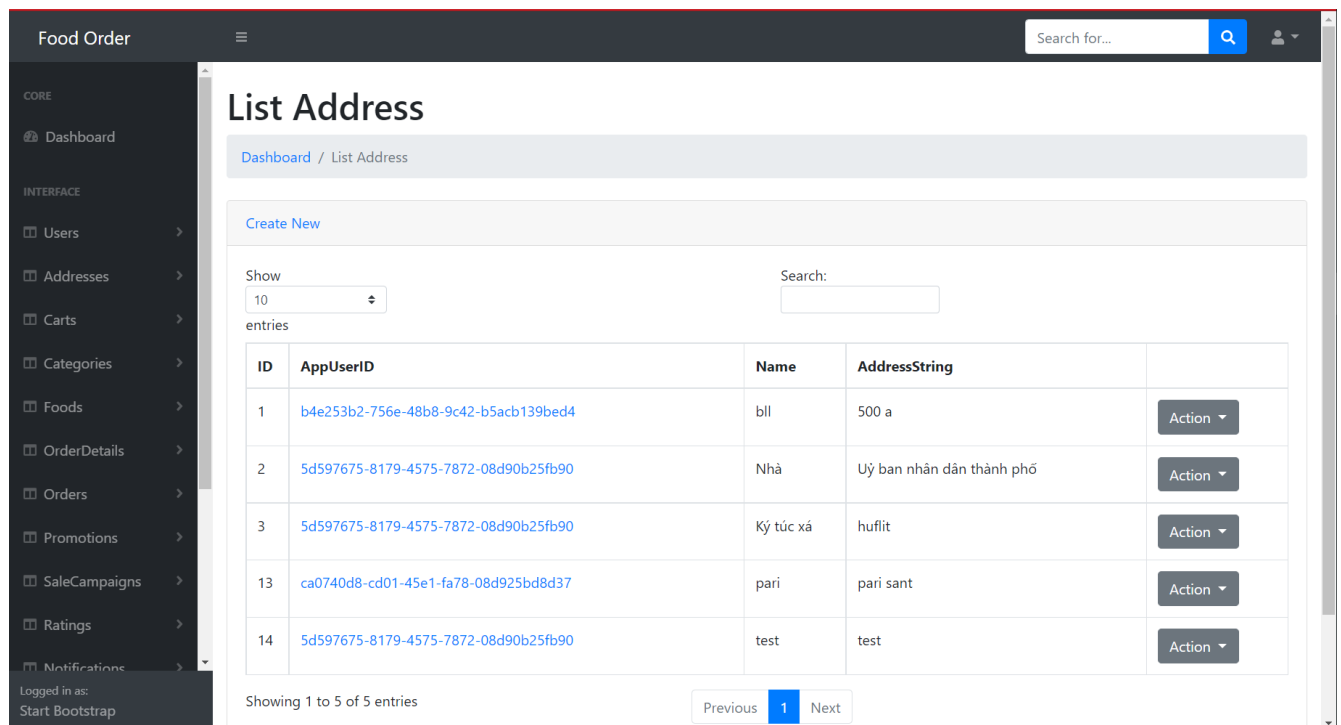 Food Order
Search for...
CORE
Dashboard
INTERFACE
Users
Addresses
Carts
Categories
Foods
OrderDetails
Orders
Promotions
SaleCampaigns
Ratings
Notifications
Logged in as:
Start Bootstrap
List Address
Dashboard / List Address
Create New
Show
10
entries
Search:
ID AppUserID Name AddressString
1 b4e253b2-756e-48b8-9c42-b5acb139bed4 bll 500 a Action
2 5d597675-8179-4575-7872-08d90b25fb90 Nhà Uỷ ban nhân dân thành phố Action
3 5d597675-8179-4575-7872-08d90b25fb90 Ký túc xá huflit Action
13 ca0740d8-cd01-45e1-fa78-08d925bd8d37 pari pari sant Action
14 5d597675-8179-4575-7872-08d90b25fb90 test test Action
Showing 1 to 5 of 5 entries
Previous 1 Next